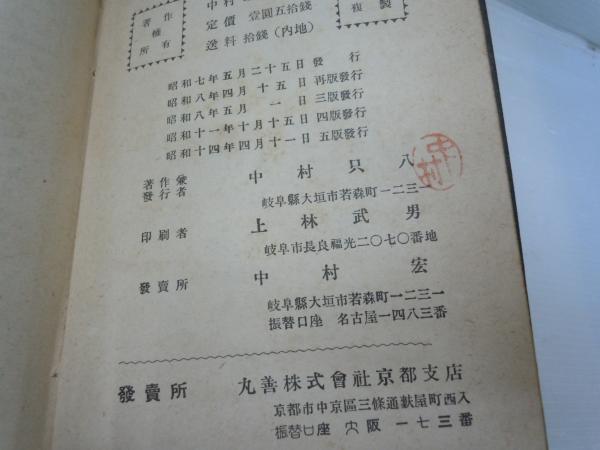 著作
權
所有
複製
中村
定價 壹圓五拾錢
送料 拾錢(內地)
昭和七年五月二十五日發行
昭和八年四月十五日再版發行
昭和八年五月一日三版發行
昭和十一年十月十五日四版發行
昭和十四年四月十一日五版發行
著作兼
發行者 中村只八
岐阜縣大垣市若森町一二三一
中村
印刷者 上林武男
岐阜市長良福光二〇七〇番地
發賣所 中村宏
岐阜縣大垣市若森町一二三一
振替口座 名古屋一四八三番
發賣所 丸善株式會社京都支店
京都市中京區三條通麩屋町西入
振替口座 大阪一七三番